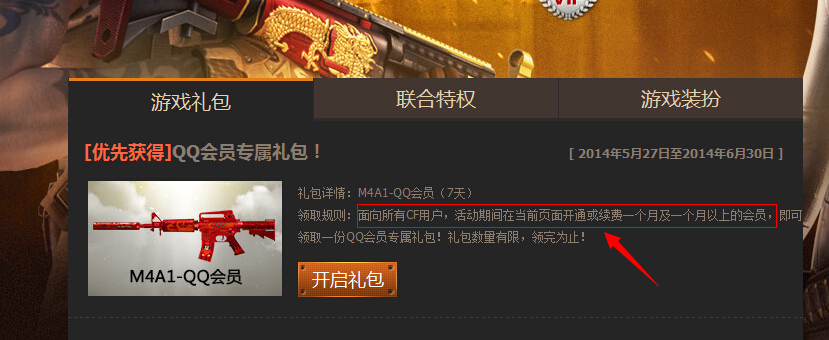 VIP
游戏礼包
联合特权
游戏装扮
[优先获得]QQ会员专属礼包！
[ 2014年5月27日至2014年6月30日 ]
礼包详情：M4A1-QQ会员（7天）
领取规则：面向所有CF用户，活动期间在当前页面开通或续费一个月及一个月以上的会员，即可
领取一份QQ会员专属礼包！礼包数量有限，领完为止！
M4A1-QQ会员
开启礼包